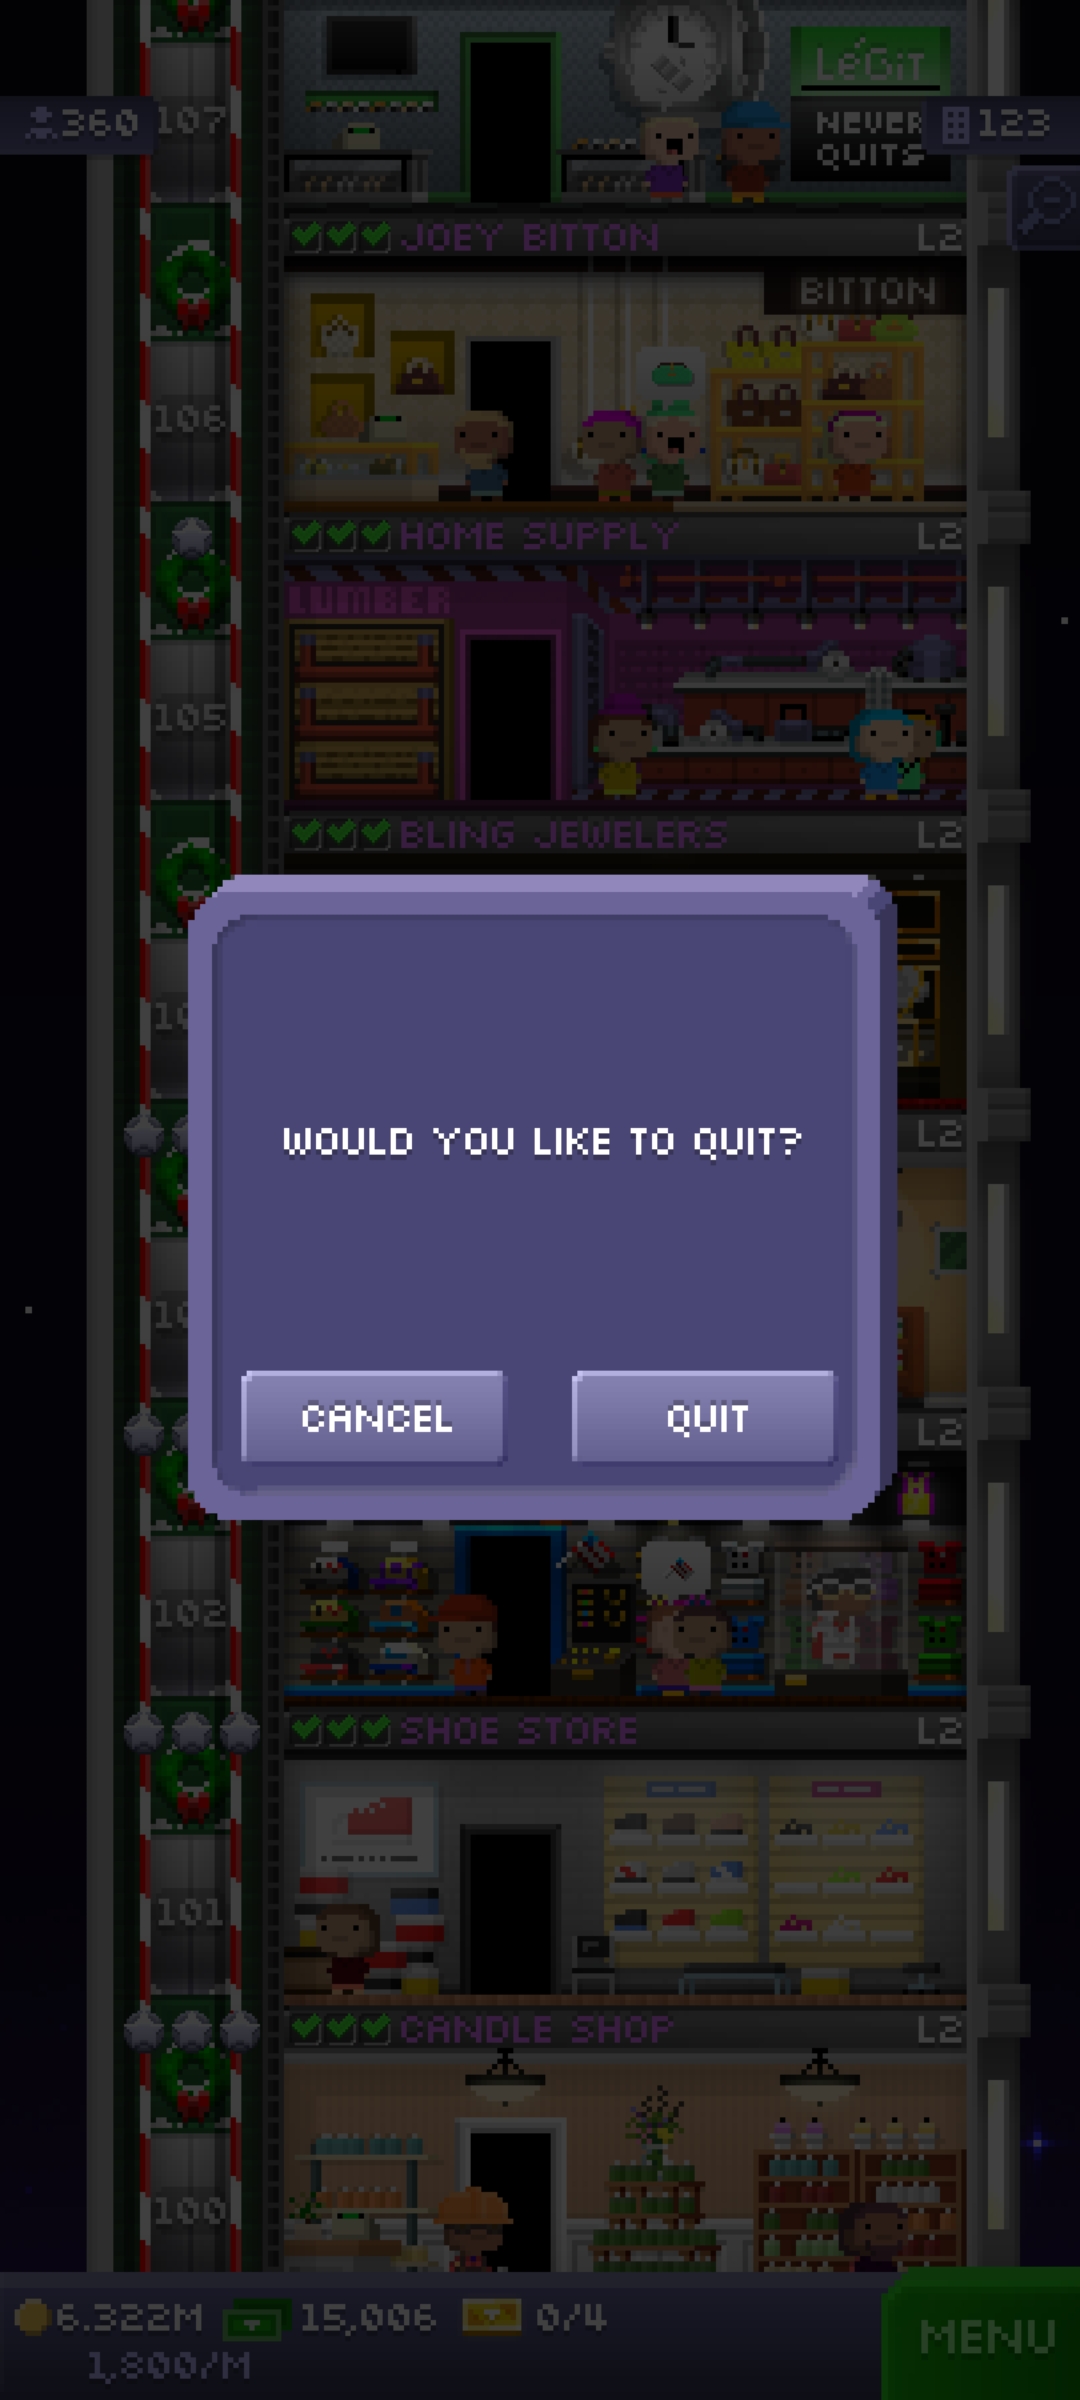 LéGiT
360
107
NEVER
QUITS
123
JOEY BITTON
L2
BITTON
106
HOME SUPPLY
L2
LUMBER
105
BLING JEWELERS
L2
L2
WOULD YOU LIKE TO QUIT?
CANCEL
QUIT
L2
102
SHOE STORE
L2
101
CANDLE SHOP
L2
100
6.322M
15,006
0/4
MENU
1,800/M